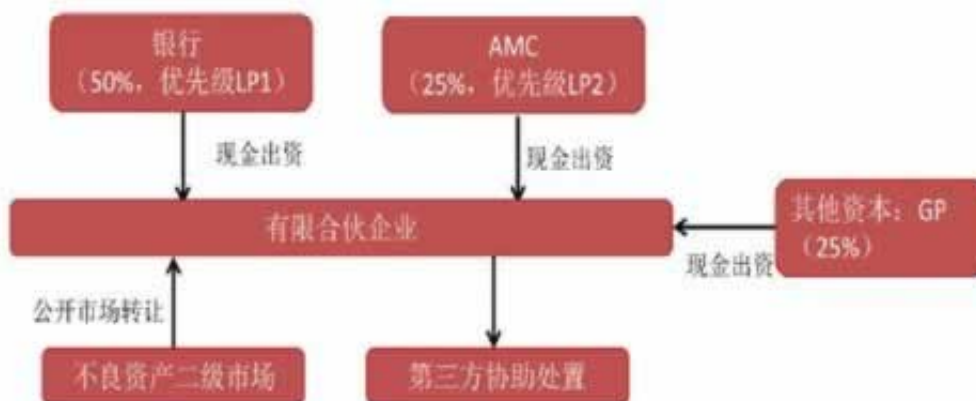 银行
（50%，优先级LP1）
AMC
（25%，优先级LP2）
现金出资
现金出资
有限合伙企业
其他资本：GP
（25%）
现金出资
公开市场转让
不良资产二级市场
第三方协助处置